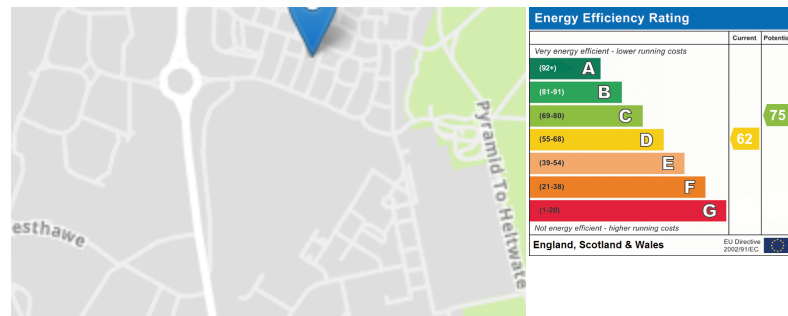 Pyramid To Heltwate
esthawe
Energy Efficiency Rating
Current Potentia
Very energy efficient - lower running costs
(92+) A
(81-91) B
(69-80) C 75
(55-68) D 62
(39-54) E
(21-38) F
(1-20) G
Not energy efficient - higher running costs
England, Scotland & Wales
EU Directive
2002/91/EC